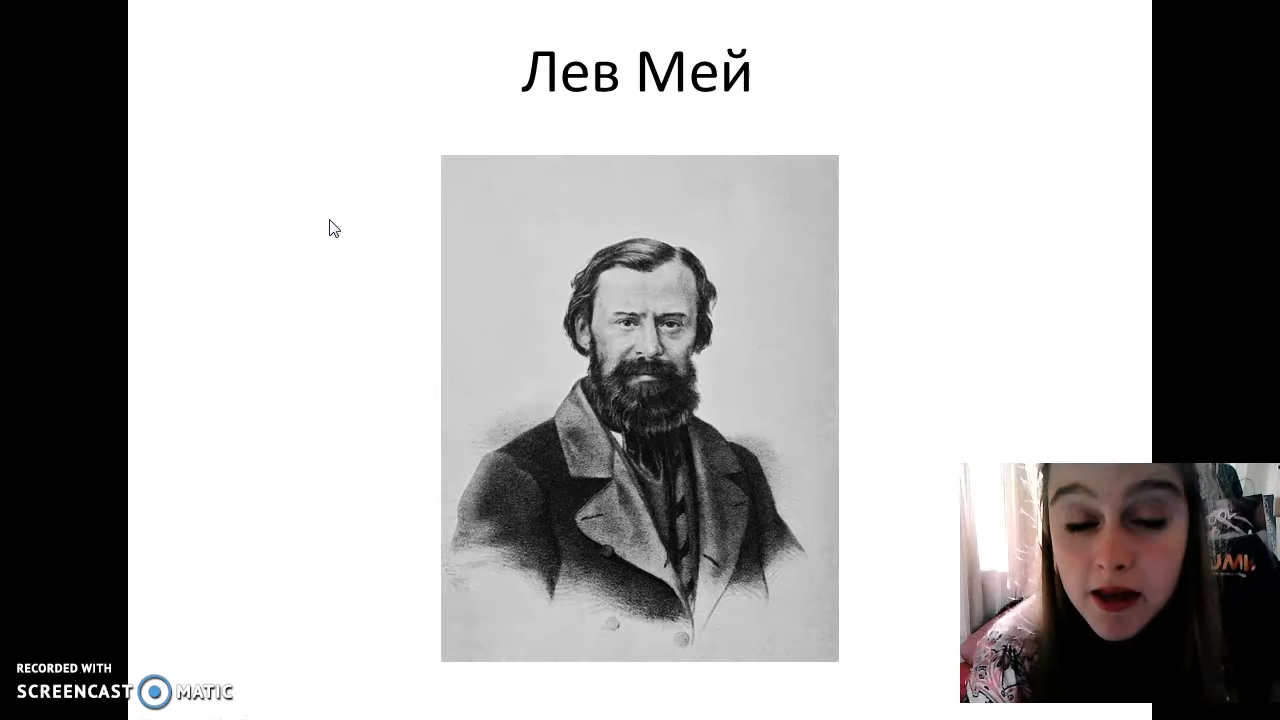 Лев Мей
RECORDED WITH
SCREENCAST MATIC